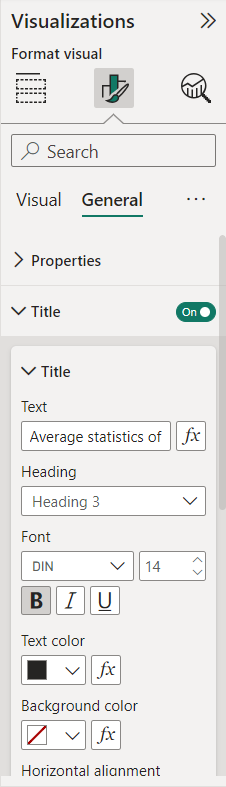 Visualizations
Format visual
Search
Visual General ...
Properties
Title On
Title
Text
Average statistics of fx
Heading
Heading 3
Font
DIN 14
B I U
Text color
fx
Background color
fx
Horizontal alignment